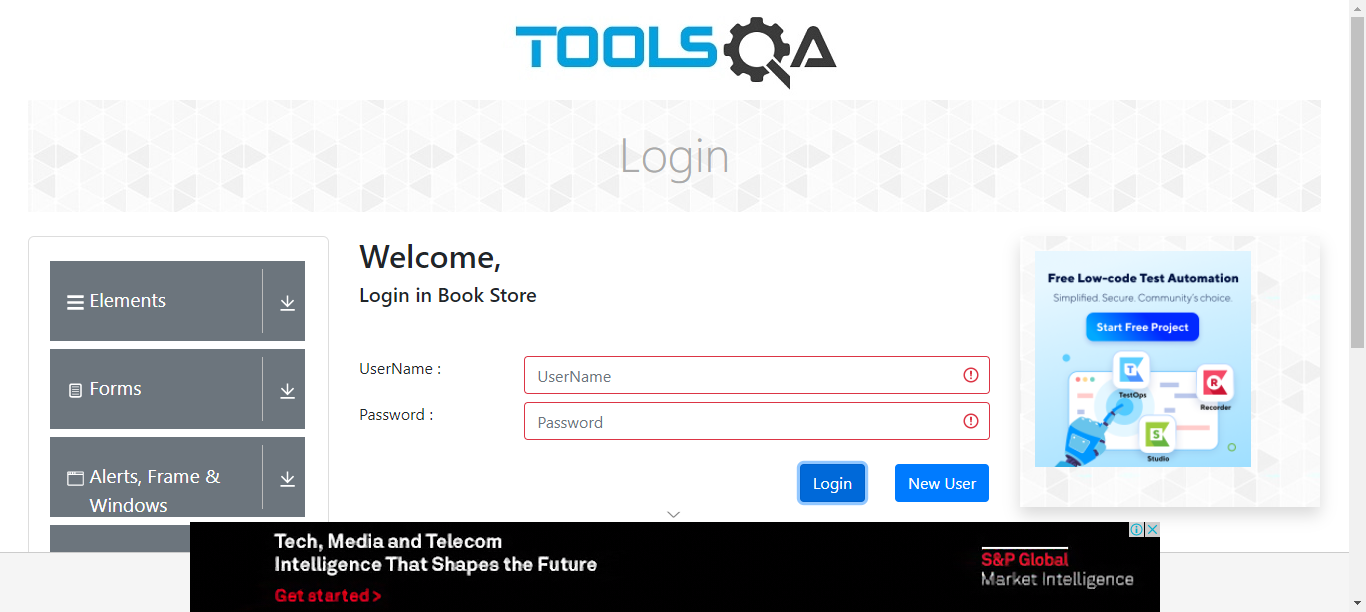 TOOLSQA
Login
Elements
Forms
Alerts, Frame &
Windows
Welcome,
Login in Book Store
UserName :
UserName
Password :
Password
Login
New User
Free Low-code Test Automation
Simplified. Secure. Community's choice.
Start Free Project
TestOps
Recorder
Studio
Tech, Media and Telecom
Intelligence That Shapes the Future
Get started >
S&P Global
Market Intelligence